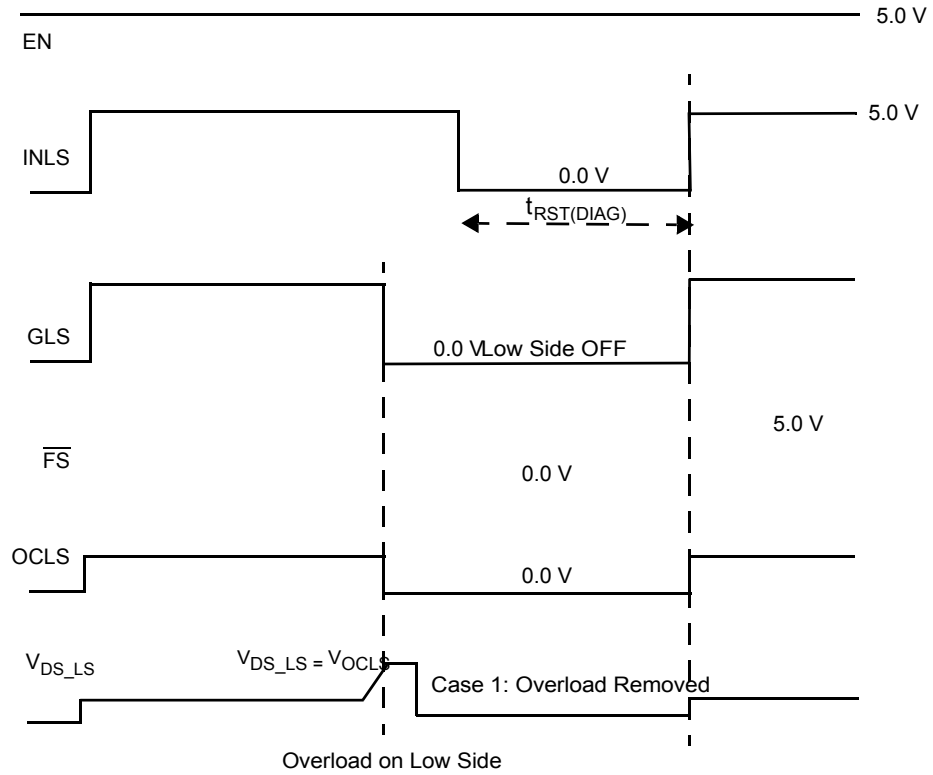 5.0 V
EN
5.0 V
INLS
0.0 V
tRST(DIAG)
GLS
0.0 VLow Side OFF
5.0 V
FS
0.0 V
OCLS
0.0 V
VDS_LS
VDS_LS = VOCLS
Case 1: Overload Removed
Overload on Low Side